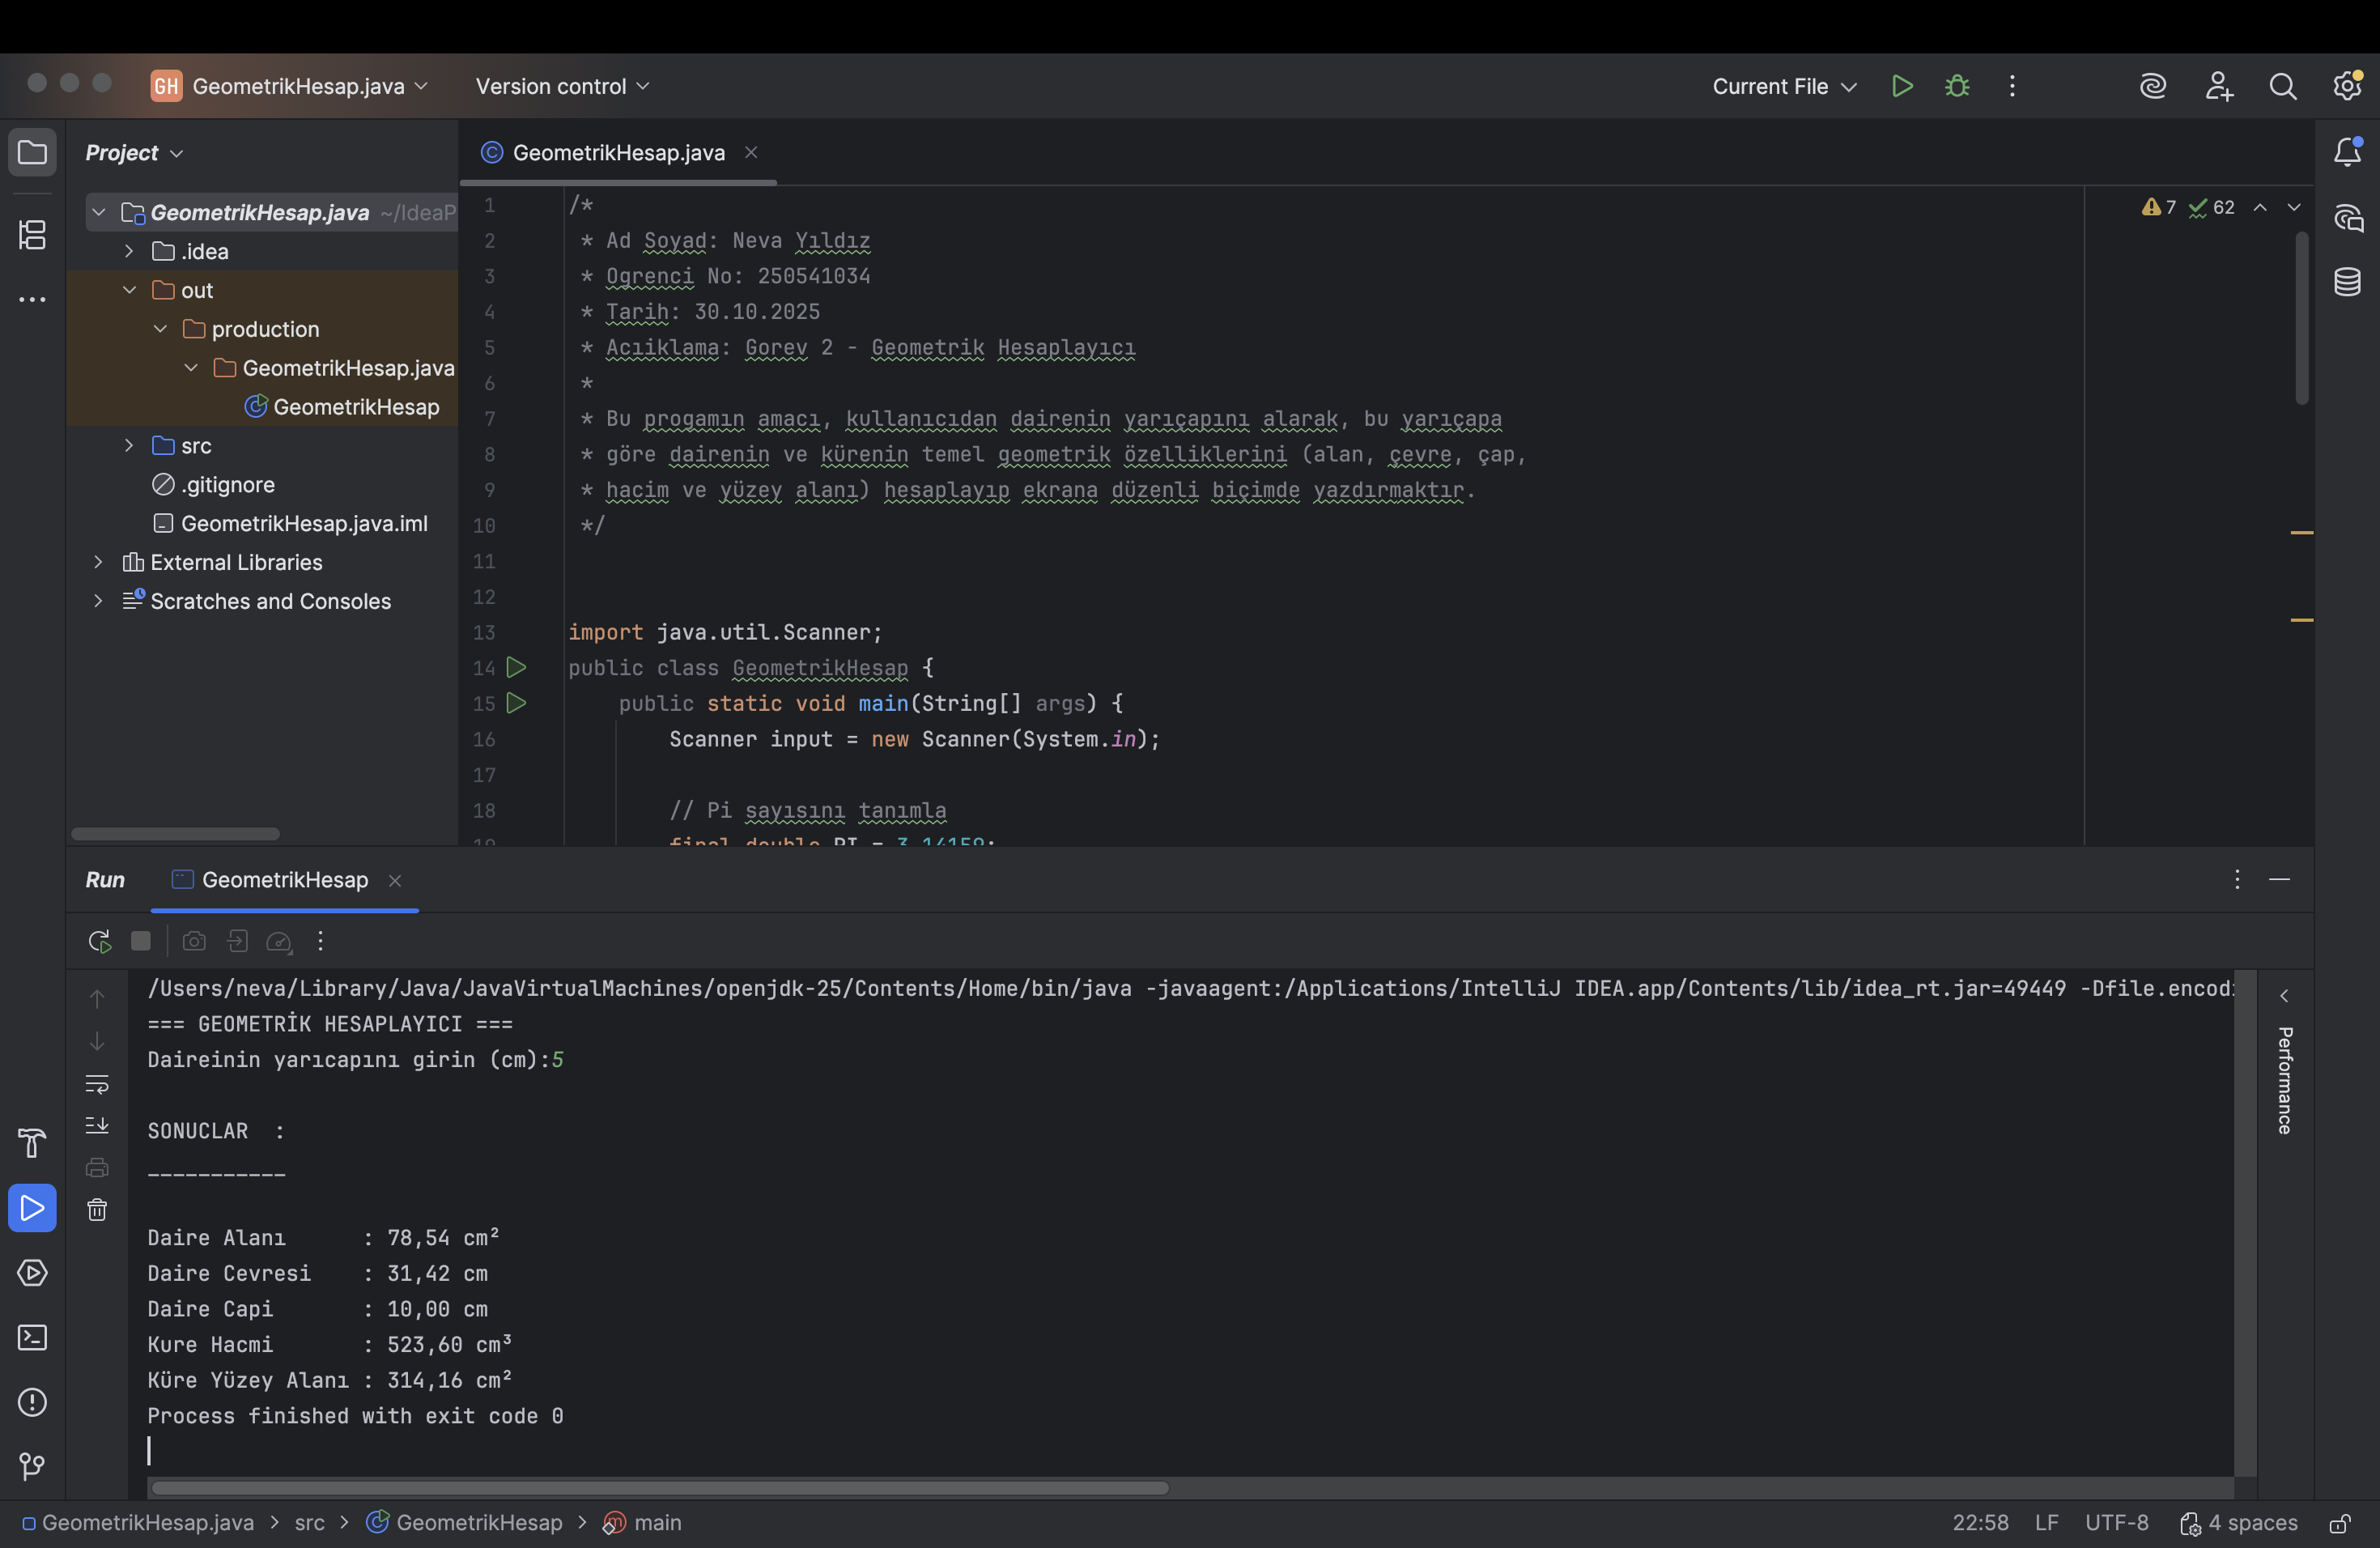 GH GeometrikHesap.java Version control Current File
Project
GeometrikHesap.java
GeometrikHesap.java ~/IdeaP
.idea
out
production
GeometrikHesap.java
GeometrikHesap
src
.gitignore
GeometrikHesap.java.iml
External Libraries
Scratches and Consoles
7 62
1 /*
2 * Ad Soyad: Neva Yıldız
3 * Ogrenci No: 250541034
4 * Tarih: 30.10.2025
5 * Acıiklama: Gorev 2 - Geometrik Hesaplayıcı
6 *
7 * Bu progamın amacı, kullanıcıdan dairenin yarıçapını alarak, bu yarıçapa
8 * göre dairenin ve kürenin temel geometrik özelliklerini (alan, çevre, çap,
9 * hacim ve yüzey alanı) hesaplayıp ekrana düzenli biçimde yazdırmaktır.
10 */
11
12
13 import java.util.Scanner;
14 public class GeometrikHesap {
15 public static void main(String[] args) {
16 Scanner input = new Scanner(System.in);
17
18 // Pi sayısını tanımla
19 final double PI = 3.14159;
Run GeometrikHesap
/Users/neva/Library/Java/JavaVirtualMachines/openjdk-25/Contents/Home/bin/java -javaagent:/Applications/IntelliJ IDEA.app/Contents/lib/idea_rt.jar=49449 -Dfile.encodi
=== GEOMETRİK HESAPLAYICI ===
Daireinin yarıcapını girin (cm):5
SONUCLAR :
-----------
Daire Alanı : 78,54 cm²
Daire Cevresi : 31,42 cm
Daire Capi : 10,00 cm
Kure Hacmi : 523,60 cm³
Küre Yüzey Alanı : 314,16 cm²
Process finished with exit code 0
Performance
GeometrikHesap.java > src > GeometrikHesap > main 22:58 LF UTF-8 4 spaces